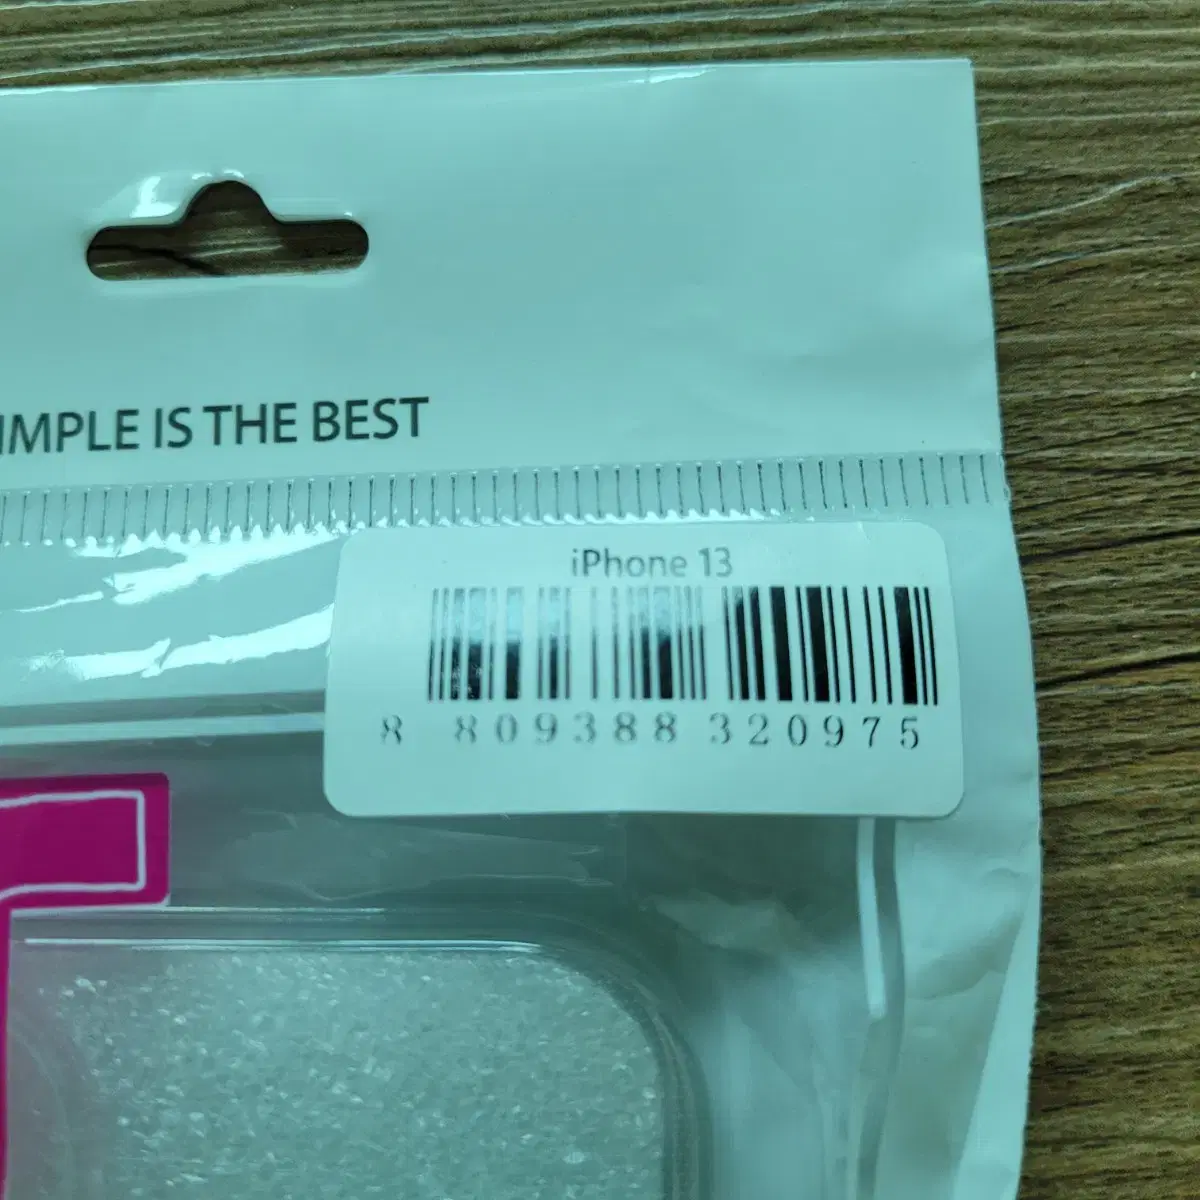 IMPLE IS THE BEST
iPhone 13
8 809388 320975